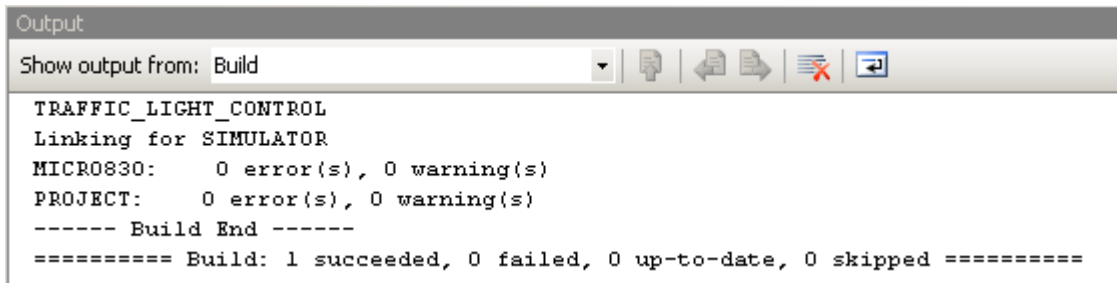 Output
Show output from: Build
TRAFFIC_LIGHT_CONTROL
Linking for SIMULATOR
MICRO830: 0 error(s), 0 warning(s)
PROJECT: 0 error(s), 0 warning(s)
------ Build End ------
========== Build: 1 succeeded, 0 failed, 0 up-to-date, 0 skipped ==========